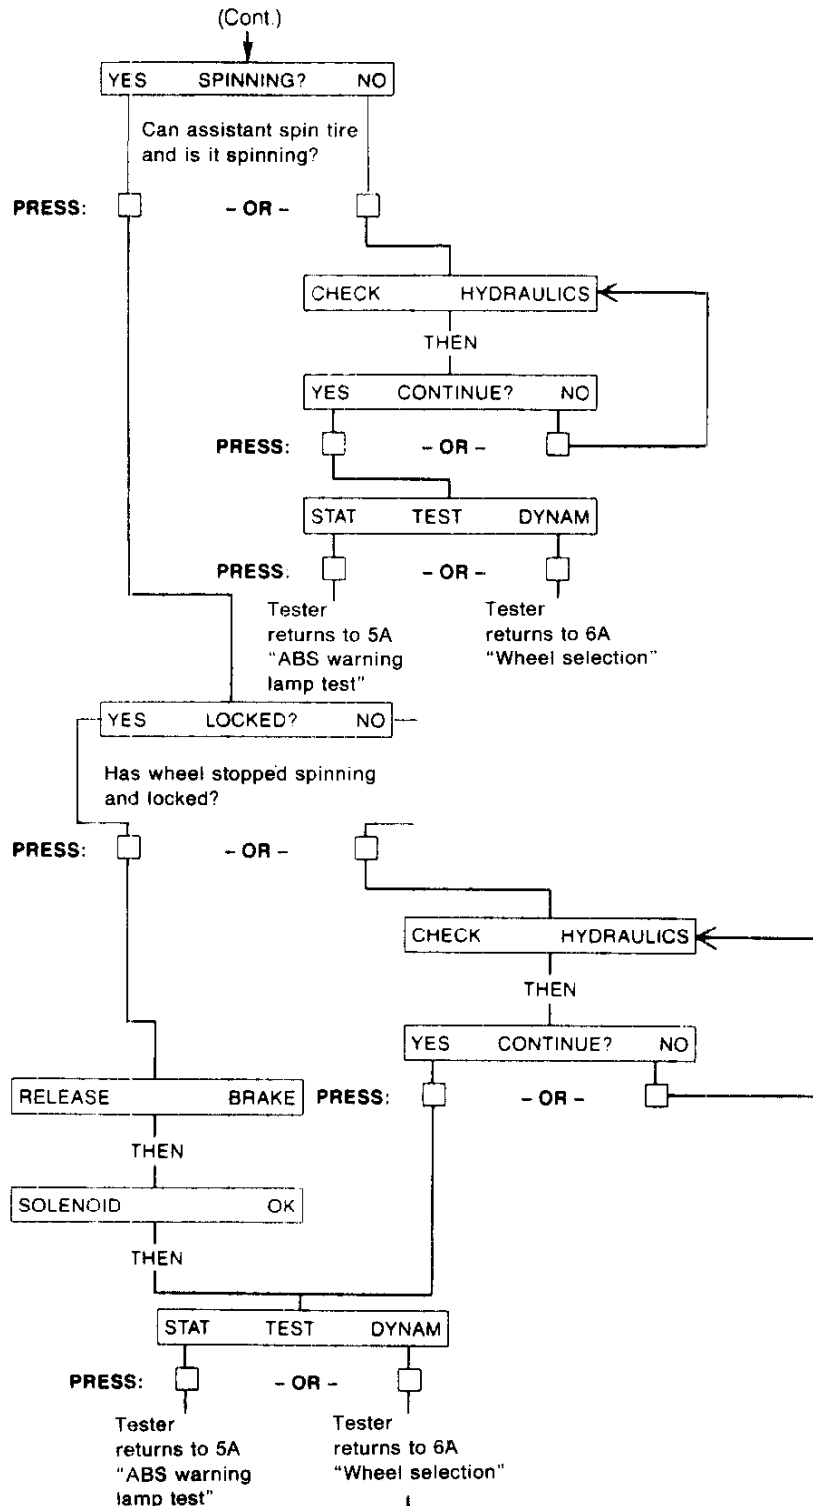 (Cont.)
YES SPINNING? NO
Can assistant spin tire
and is it spinning?
PRESS: – OR –
CHECK HYDRAULICS
THEN
YES CONTINUE? NO
PRESS: – OR –
STAT TEST DYNAM
PRESS: – OR –
Tester
returns to 5A
"ABS warning
lamp test"
Tester
returns to 6A
"Wheel selection"
YES LOCKED? NO
Has wheel stopped spinning
and locked?
PRESS: – OR –
CHECK HYDRAULICS
THEN
YES CONTINUE? NO
PRESS: – OR –
RELEASE BRAKE
THEN
SOLENOID OK
THEN
STAT TEST DYNAM
PRESS: – OR –
Tester
returns to 5A
"ABS warning
lamp test"
Tester
returns to 6A
"Wheel selection"